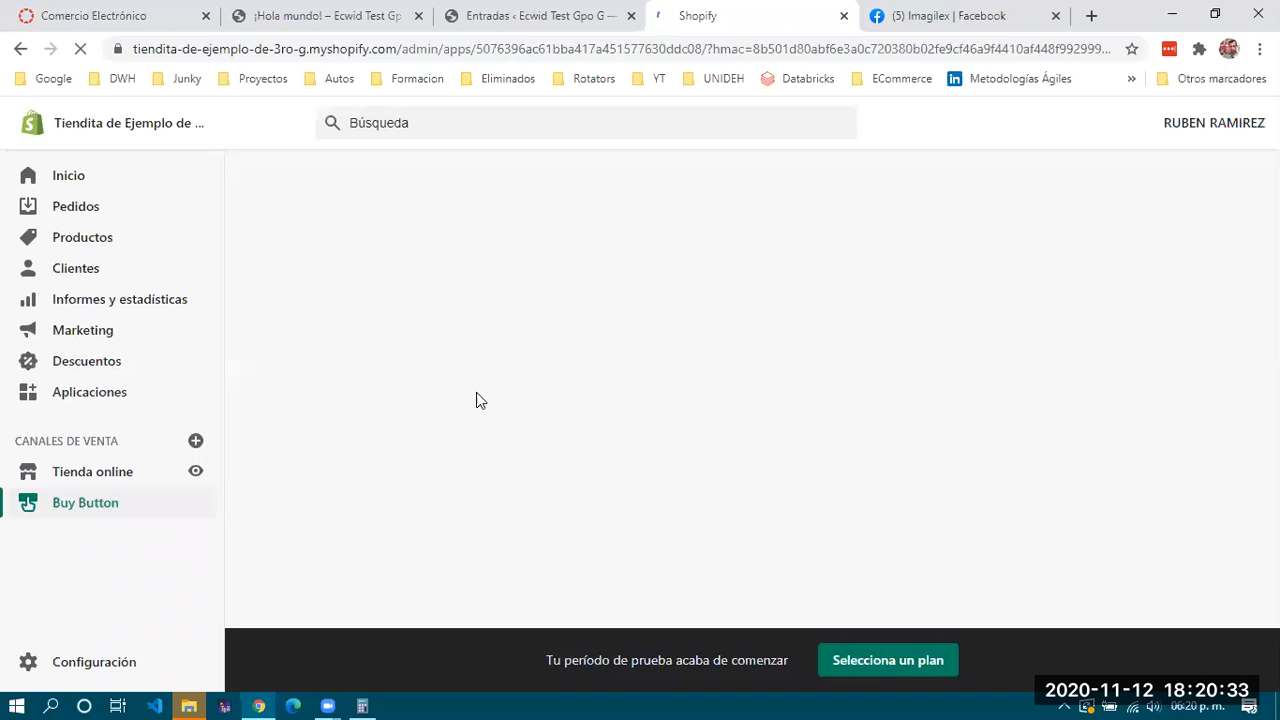 Comercio Electrónico
¡Hola mundo! – Ecwid Test Gp
Entradas ‹ Ecwid Test Gpo G —
Shopify
(5) Imagilex | Facebook
tiendita-de-ejemplo-de-3ro-g.myshopify.com/admin/apps/5076396ac61bba417a451577630ddc08/?hmac=8b501d80abf6e3a0c720380b02fe9cf46a9f4410af448f992999...
Google
DWH
Junky
Proyectos
Autos
Formacion
Eliminados
Rotators
YT
UNIDEH
Databricks
ECommerce
Metodologías Ágiles
»
Otros marcadores
Tiendita de Ejemplo de ...
Búsqueda
RUBEN RAMIREZ
Inicio
Pedidos
Productos
Clientes
Informes y estadísticas
Marketing
Descuentos
Aplicaciones
CANALES DE VENTA
Tienda online
Buy Button
Configuración
Tu período de prueba acaba de comenzar
Selecciona un plan
2020-11-12 18:20:33
06:20 p. m.